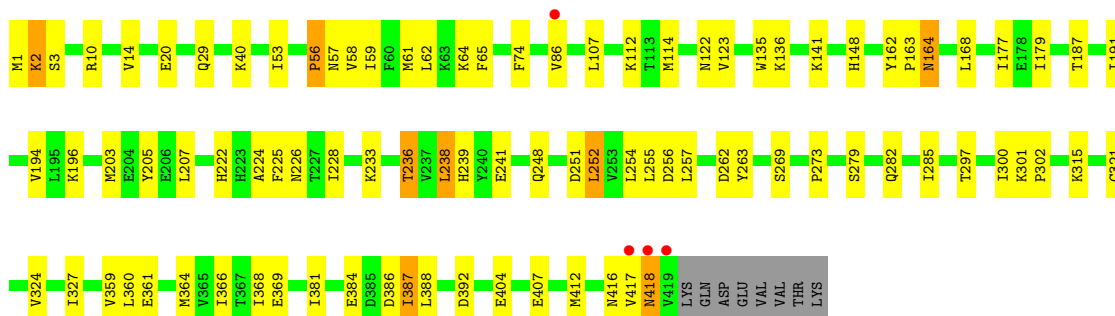 M1 K2 S3 R10 V14 E20 Q29 K40 I53 P56 N57 V58 I59 F60 M61 L62 K63 K64 F65 F74 V86 L107 K112 T113 M114 N122 V123 W135 K136 K141 H148 Y162 P163 N164 L168 I177 E178 I179 T187 I191
V194 L195 K196 M203 E204 Y205 E206 L207 H222 H223 A224 F225 N226 T227 I228 K233 T236 V237 L238 H239 Y240 E241 Q248 D251 L252 V253 L254 L255 D256 L257 D262 Y263 S269 P273 S279 Q282 I285 T297 I300 K301 P302 K315 C321
V324 I327 V359 L360 E361 M364 V365 I366 T367 I368 E369 I381 E384 D385 D386 I387 L388 D392 E404 E407 M412 N416 V417 N418 V419 LYS GLN ASP GLU VAL VAL THR LYS